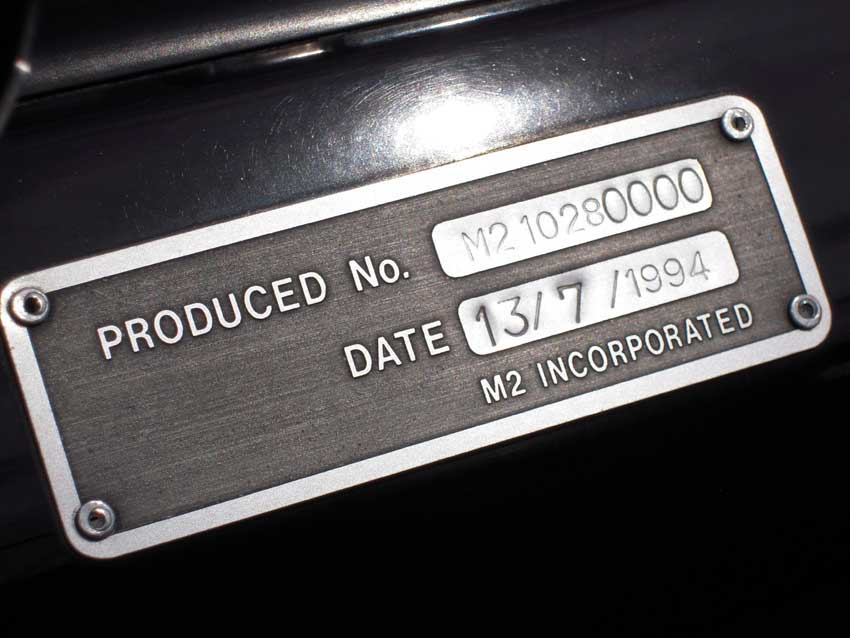 PRODUCED No. M2 10280000
DATE 13/7/1994
M2 INCORPORATED